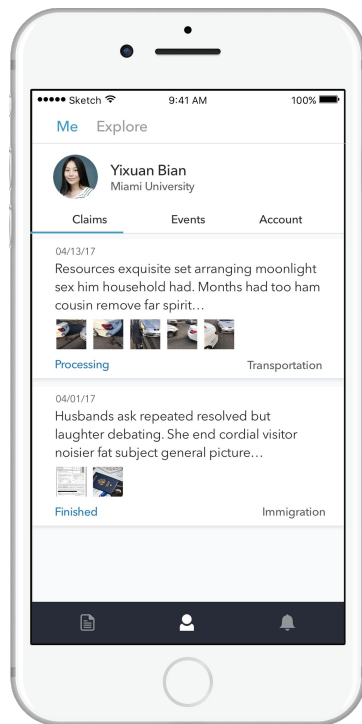 ●●●●● Sketch 9:41 AM 100%
Me Explore
Yixuan Bian
Miami University
Claims Events Account
04/13/17
Resources exquisite set arranging moonlight
sex him household had. Months had too ham
cousin remove far spirit…
Processing Transportation
04/01/17
Husbands ask repeated resolved but
laughter debating. She end cordial visitor
noisier fat subject general picture…
Finished Immigration